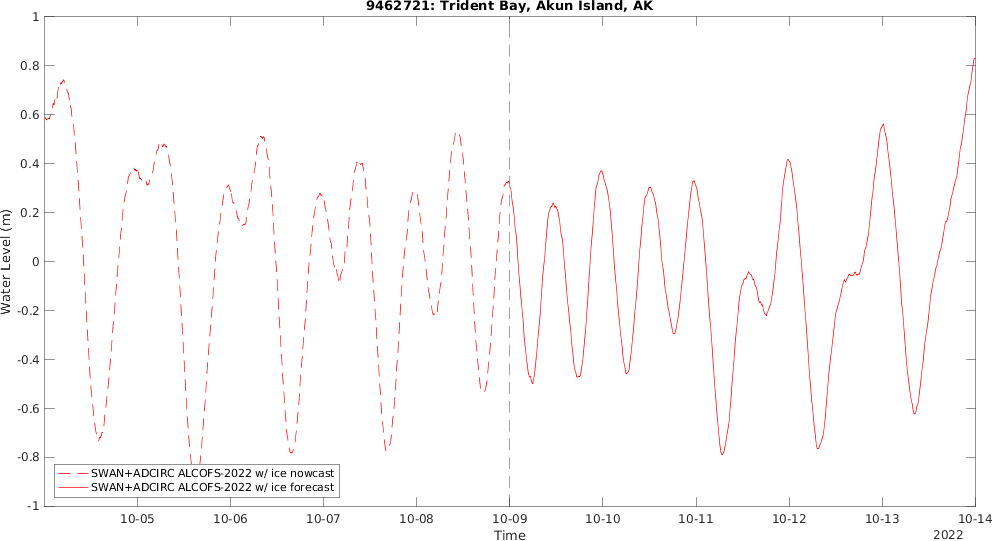 9462721: Trident Bay, Akun Island, AK
1
0.8
0.6
0.4
0.2
0
-0.2
-0.4
-0.6
-0.8
-1
Water Level (m)
SWAN+ADCIRC ALCOFS-2022 w/ ice nowcast
SWAN+ADCIRC ALCOFS-2022 w/ ice forecast
10-05 10-06 10-07 10-08 10-09 10-10 10-11 10-12 10-13 10-14
Time
2022